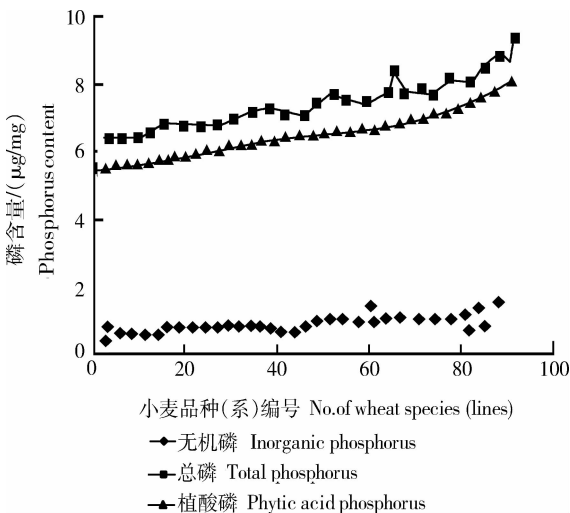 10
8
6
4
2
0
磷含量/(μg/mg)
Phosphorus content
0 20 40 60 80 100
小麦品种(系)编号 No.of wheat species (lines)
无机磷 Inorganic phosphorus
总磷 Total phosphorus
植酸磷 Phytic acid phosphorus